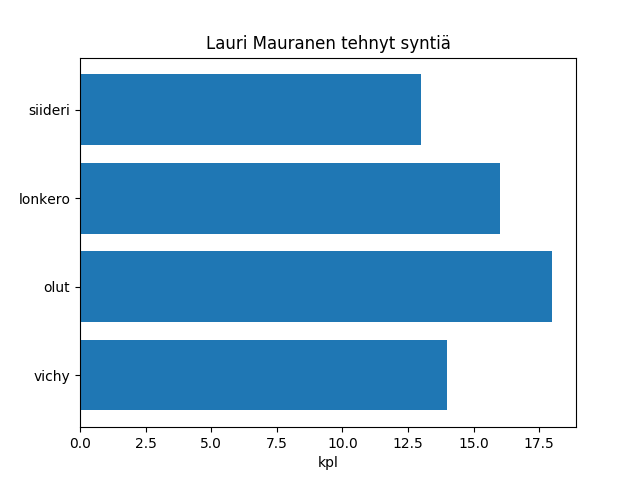 Lauri Mauranen tehnyt syntiä
siideri
lonkero
olut
vichy
0.0 2.5 5.0 7.5 10.0 12.5 15.0 17.5
kpl